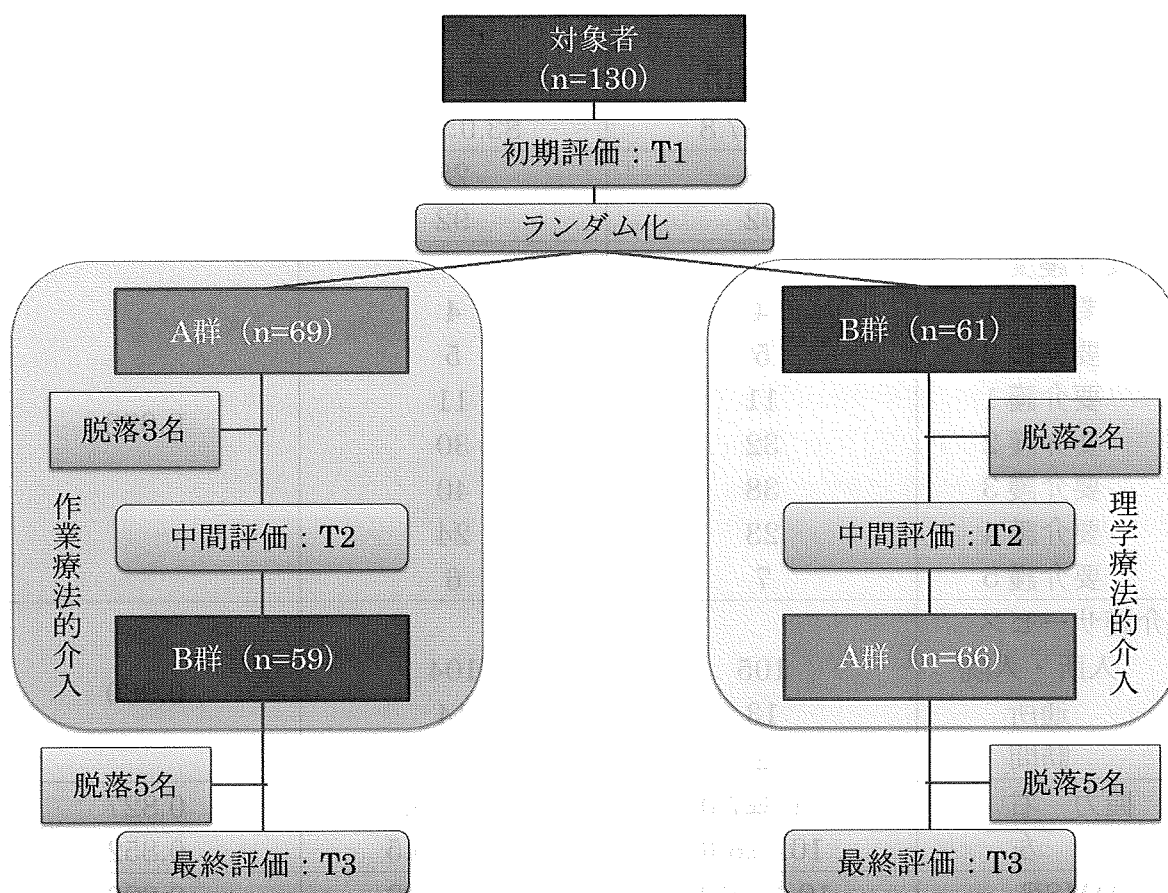 対象者
(n=130)
初期評価：T1
ランダム化
A群（n=69）
脱落3名
中間評価：T2
B群（n=59）
作業療法的介入
脱落5名
最終評価：T3
B群（n=61）
脱落2名
中間評価：T2
A群（n=66）
理学療法的介入
脱落5名
最終評価：T3